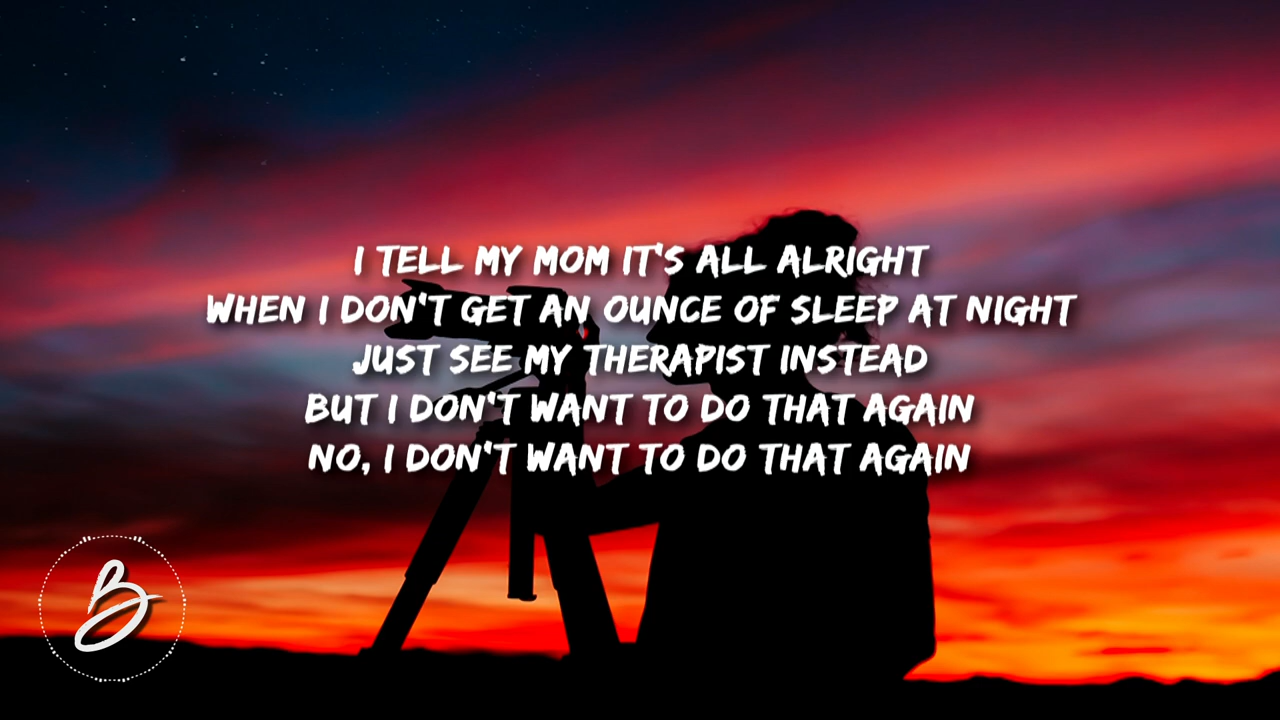 I TELL MY MOM IT'S ALL ALRIGHT
WHEN I DON'T GET AN OUNCE OF SLEEP AT NIGHT
JUST SEE MY THERAPIST INSTEAD
BUT I DON'T WANT TO DO THAT AGAIN
NO, I DON'T WANT TO DO THAT AGAIN
B